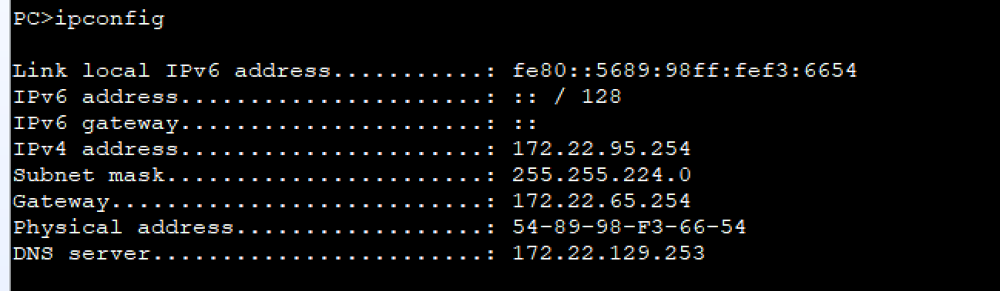 PC>ipconfig
Link local IPv6 address...........: fe80::5689:98ff:fef3:6654
IPv6 address......................: :: / 128
IPv6 gateway......................: ::
IPv4 address......................: 172.22.95.254
Subnet mask.......................: 255.255.224.0
Gateway...........................: 172.22.65.254
Physical address..................: 54-89-98-F3-66-54
DNS server........................: 172.22.129.253